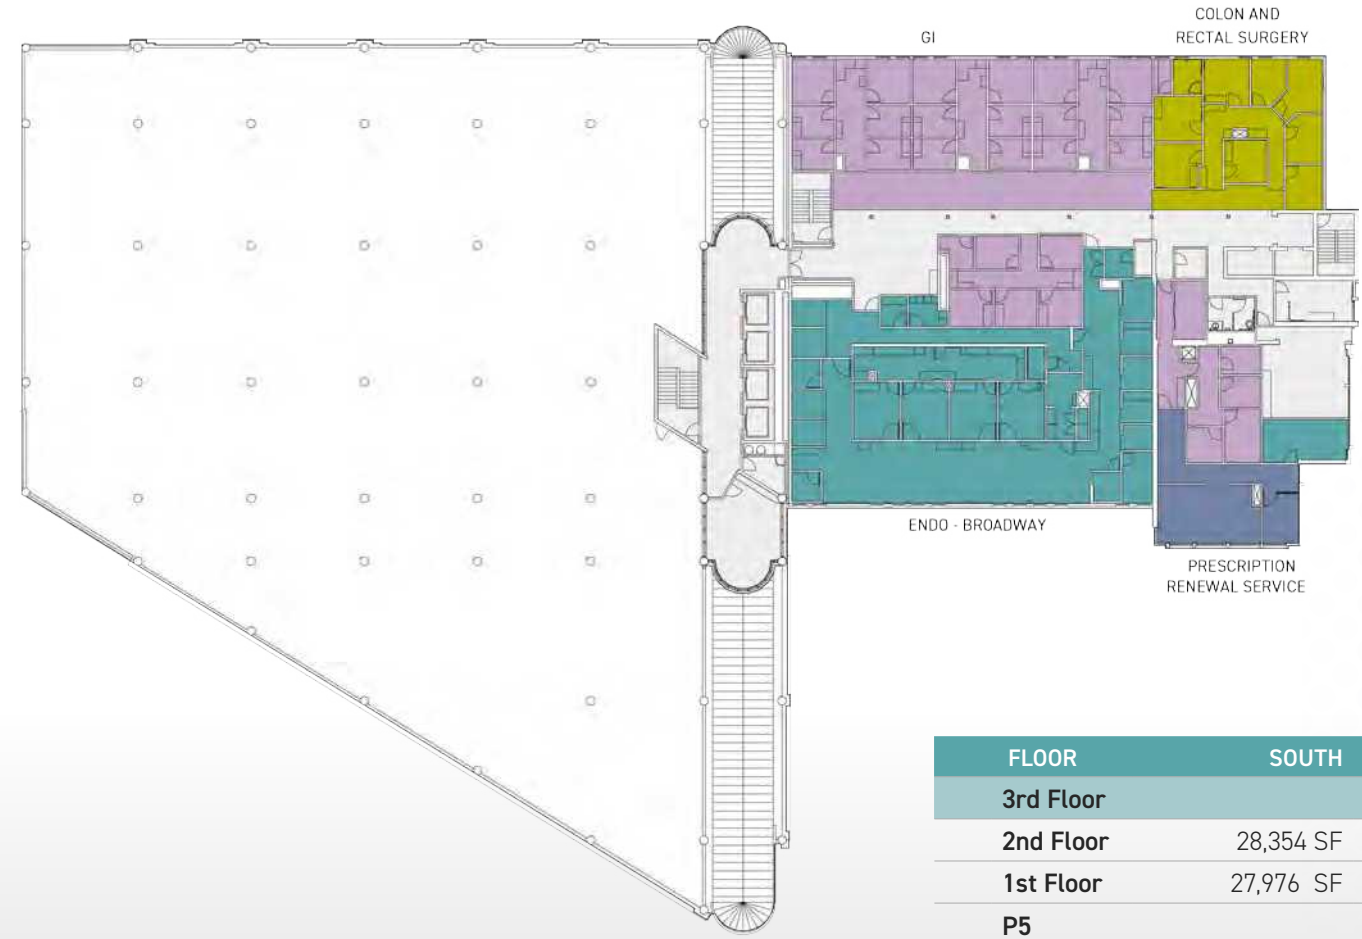 COLON AND
GI RECTAL SURGERY
ENDO - BROADWAY
PRESCRIPTION
RENEWAL SERVICE
FLOOR SOUTH
3rd Floor
2nd Floor 28,354 SF
1st Floor 27,976 SF
P5